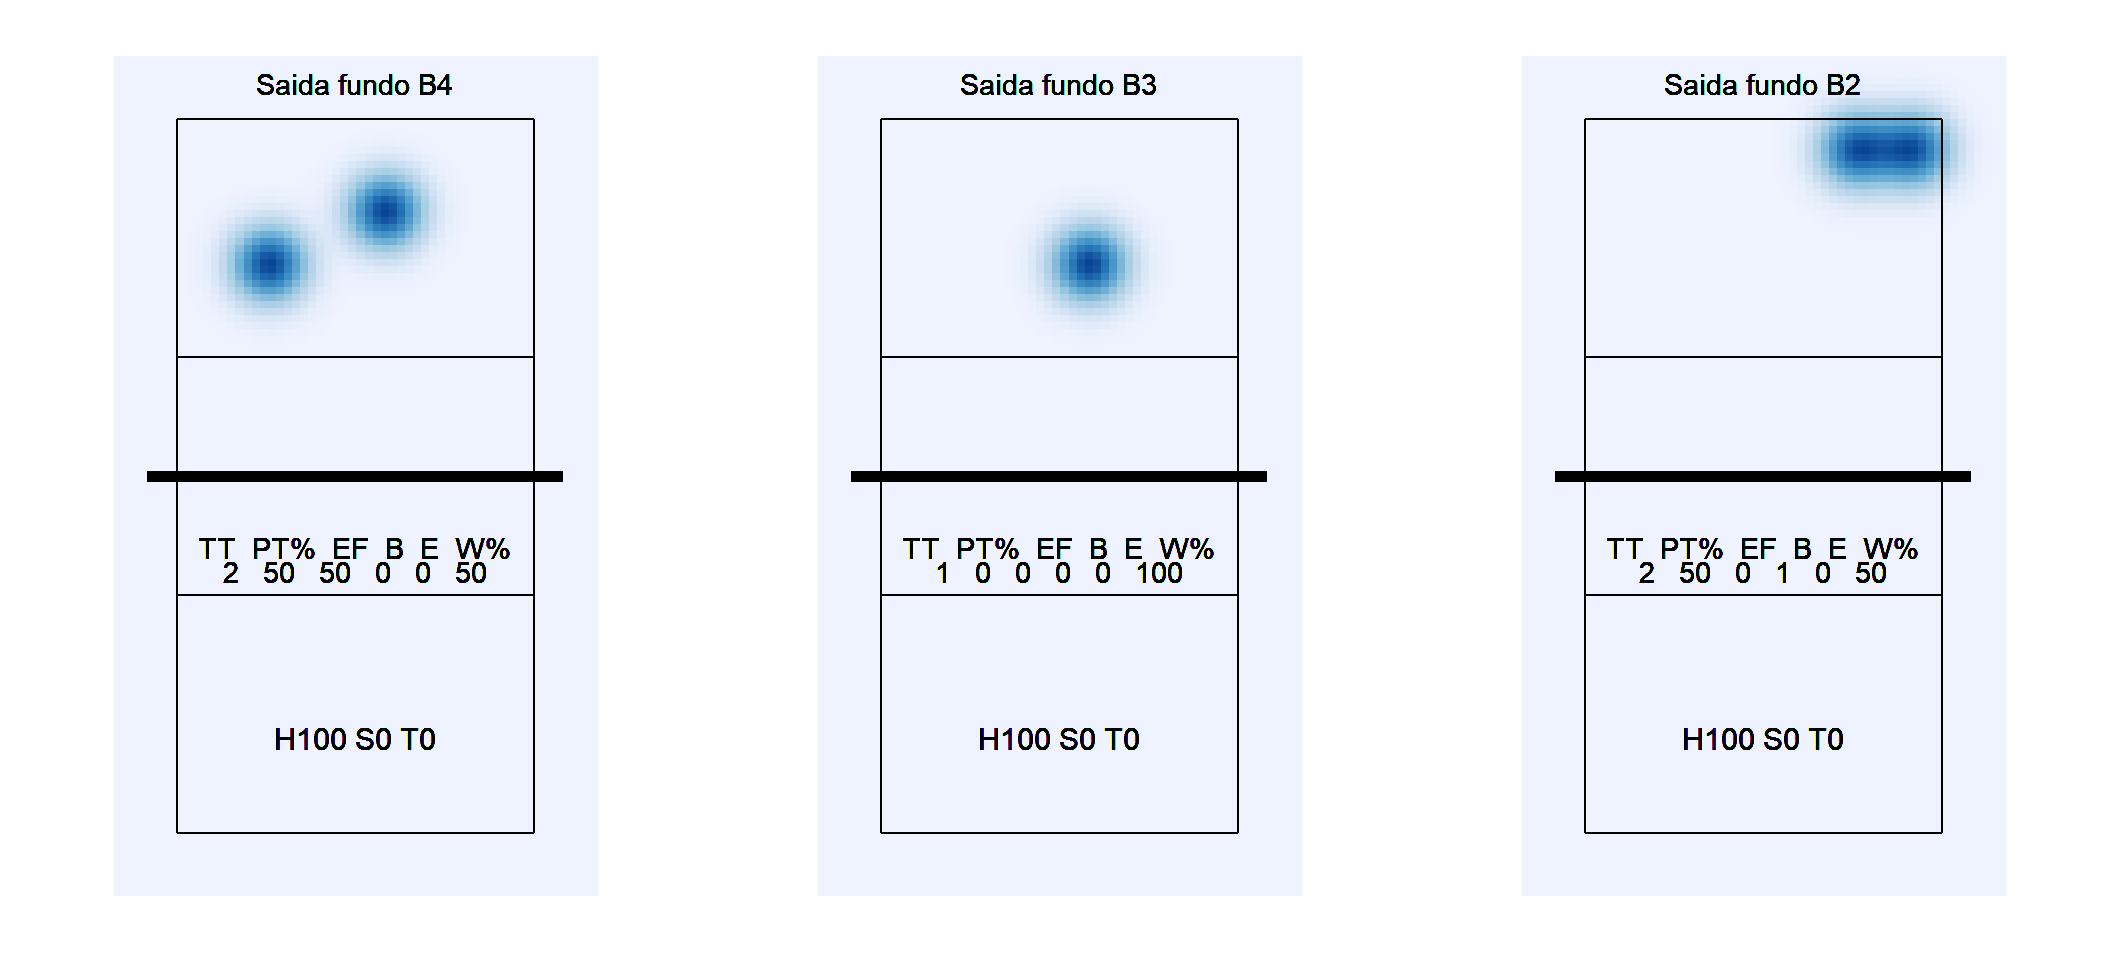 Saida fundo B4
TT PT% EF B E W%
2 50 50 0 0 50
H100 S0 T0
Saida fundo B3
TT PT% EF B E W%
1 0 0 0 0 100
H100 S0 T0
Saida fundo B2
TT PT% EF B E W%
2 50 0 1 0 50
H100 S0 T0